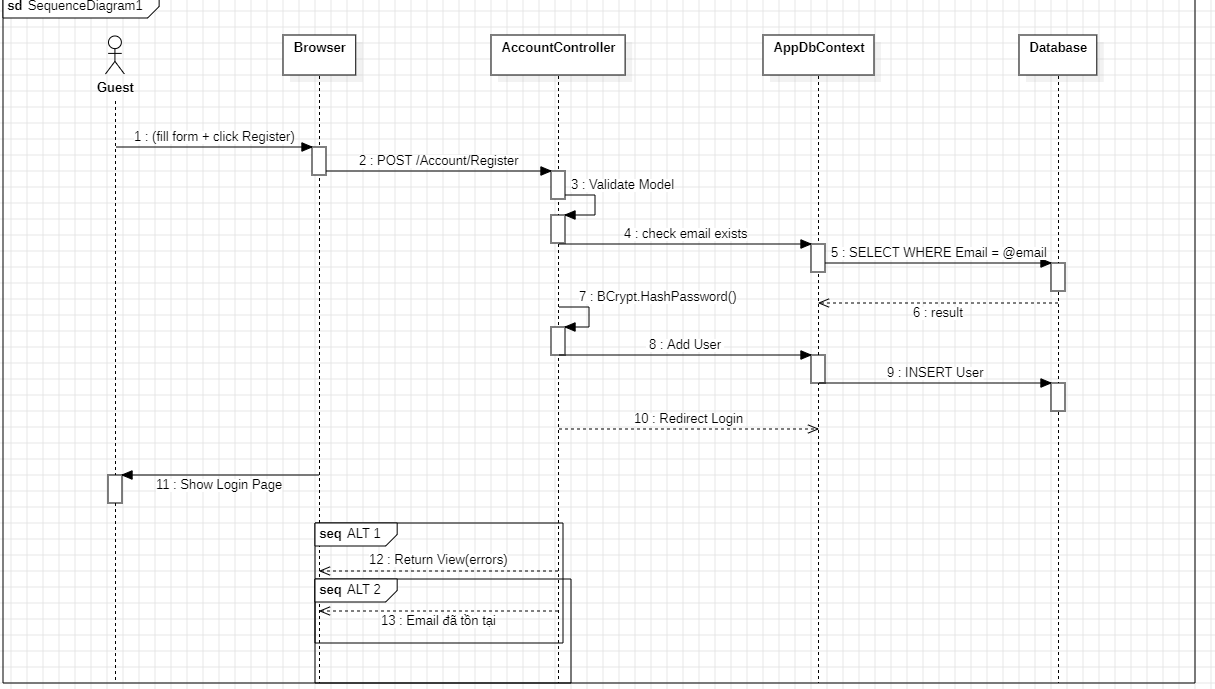 sd SequenceDiagram1
Guest
Browser
AccountController
AppDbContext
Database
1 : (fill form + click Register)
2 : POST /Account/Register
3 : Validate Model
4 : check email exists
5 : SELECT WHERE Email = @email
6 : result
7 : BCrypt.HashPassword()
8 : Add User
9 : INSERT User
10 : Redirect Login
11 : Show Login Page
seq ALT 1
12 : Return View(errors)
seq ALT 2
13 : Email đã tồn tại